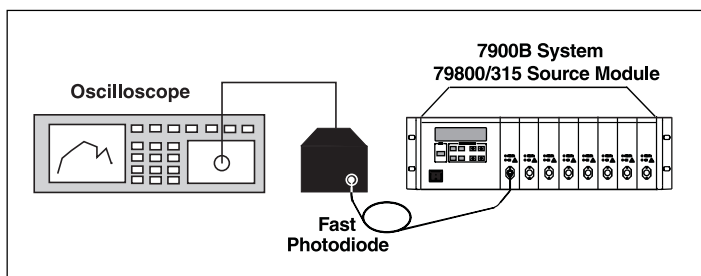 7900B System
79800/315 Source Module
Oscilloscope
Fast
Photodiode